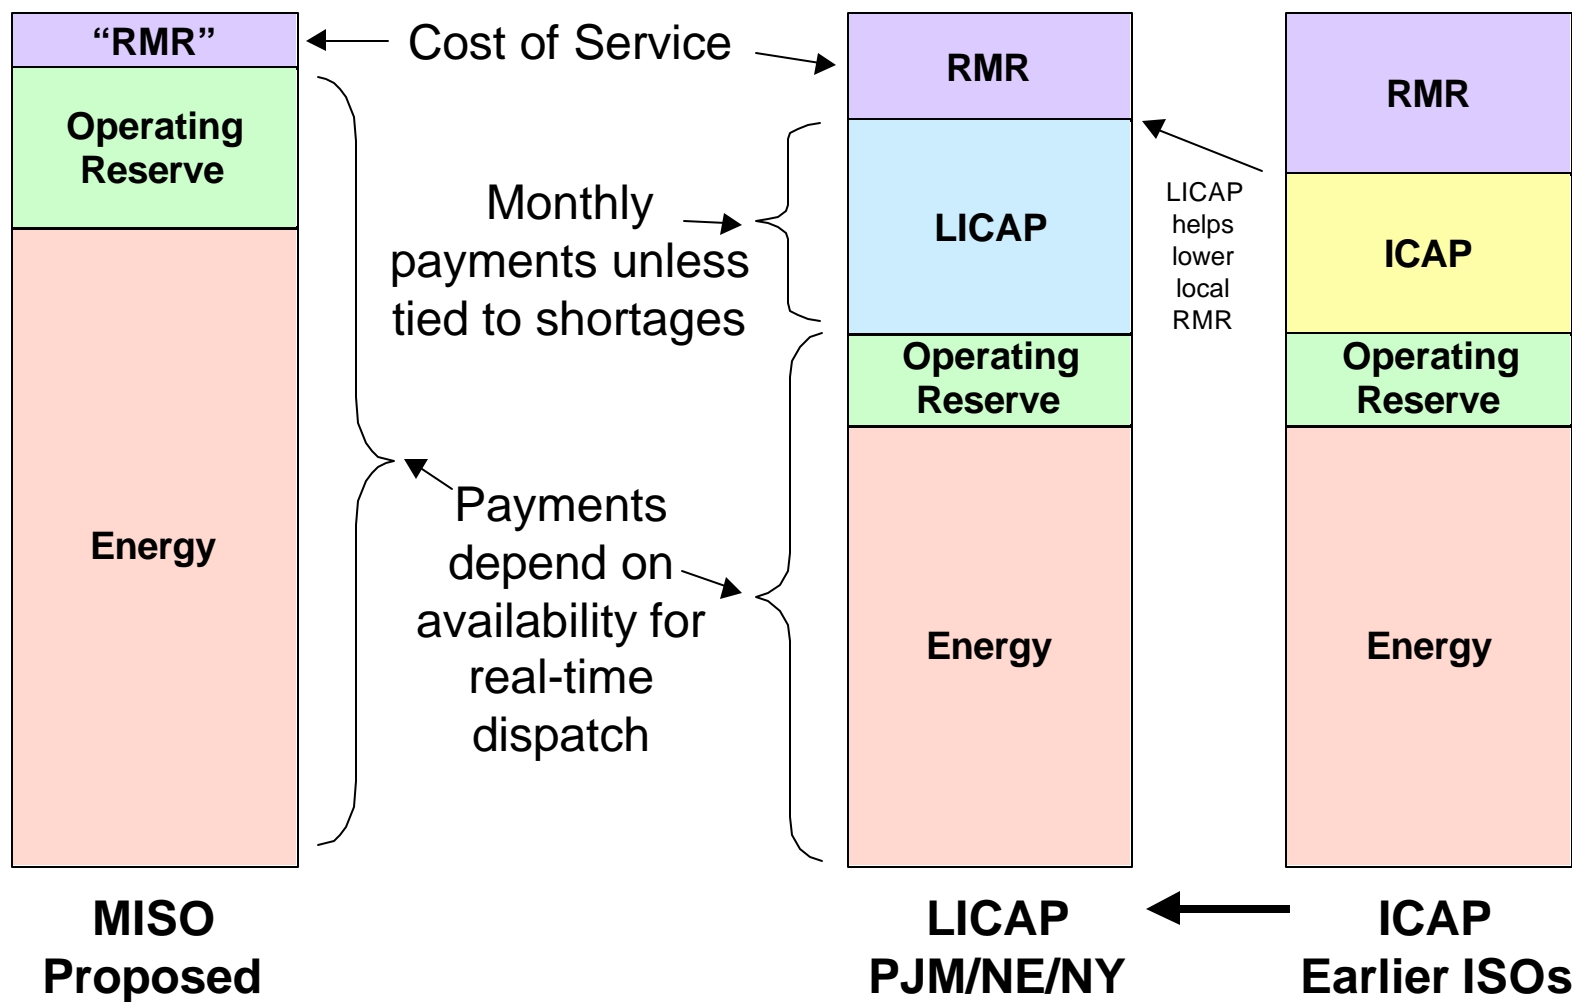 “RMR”
Operating
Reserve
Energy
MISO
Proposed
Cost of Service
Monthly
payments unless
tied to shortages
Payments
depend on
availability for
real-time
dispatch
RMR
LICAP
Operating
Reserve
Energy
LICAP
PJM/NE/NY
LICAP
helps
lower
local
RMR
RMR
ICAP
Operating
Reserve
Energy
ICAP
Earlier ISOs